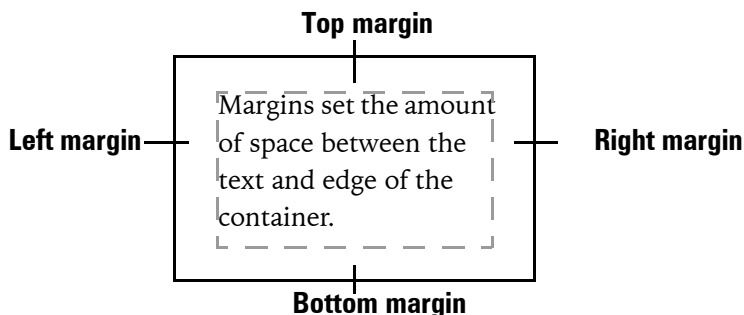 Top margin
Left margin
Margins set the amount
of space between the
text and edge of the
container.
Right margin
Bottom margin